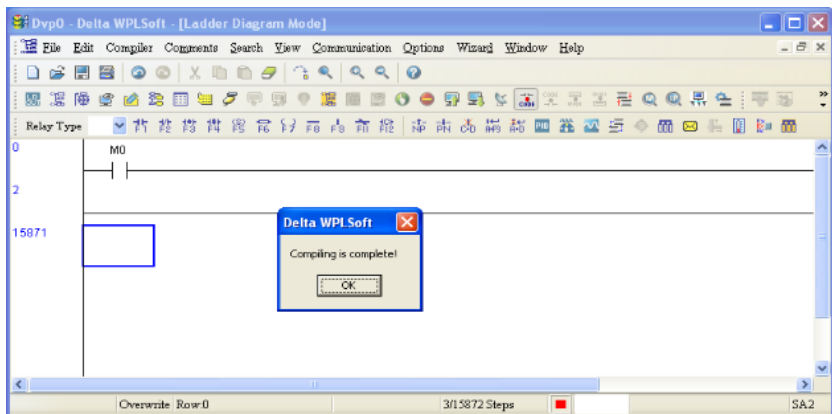 Dvp0 - Delta WPLSoft - [Ladder Diagram Mode]
File Edit Compiler Comments Search View Communication Options Wizard Window Help
Relay Type
0
M0
2
15871
Delta WPLSoft
Compiling is complete!
OK
Overwrite Row:0 3/15872 Steps SA2